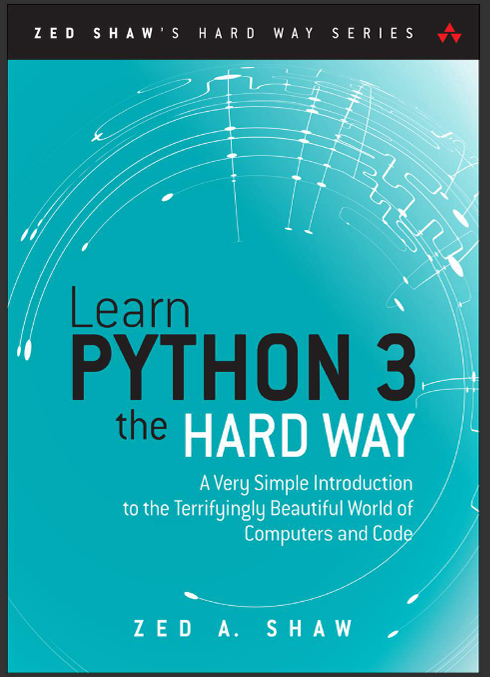 ZED SHAW'S HARD WAY SERIES
Learn
PYTHON 3
the HARD WAY
A Very Simple Introduction
to the Terrifyingly Beautiful World of
Computers and Code
ZED A. SHAW